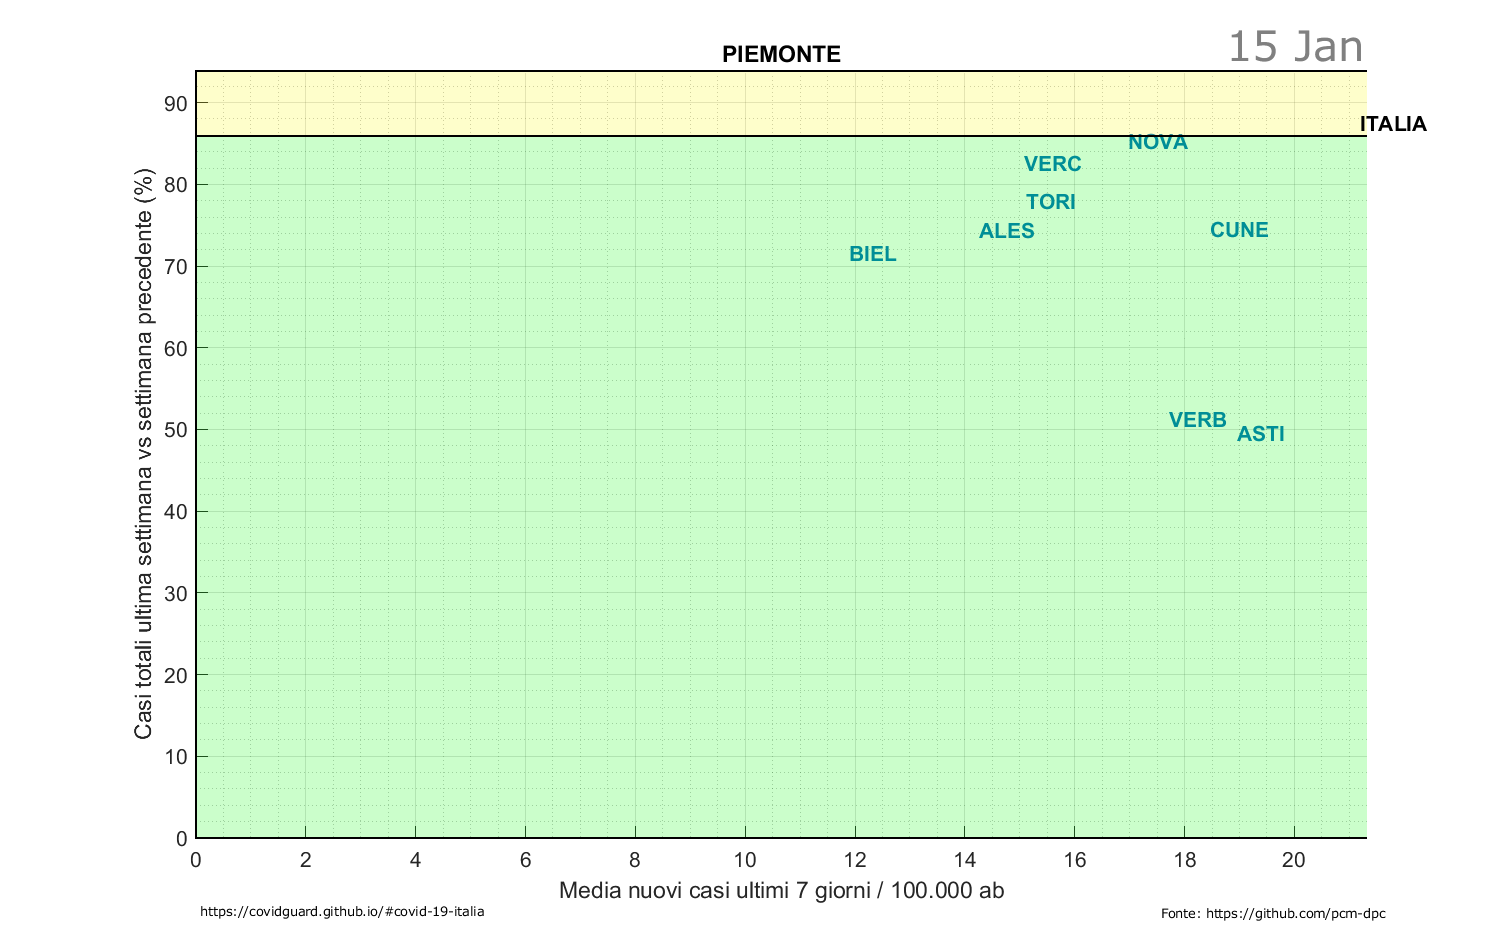 15 Jan
PIEMONTE
90
ITALIA
NOVA
VERC
80
TORI
ALES
CUNE
BIEL
70
60
50
VERB
ASTI
40
30
20
10
0
Casi totali ultima settimana vs settimana precedente (%)
0 2 4 6 8 10 12 14 16 18 20
Media nuovi casi ultimi 7 giorni / 100.000 ab
https://covidguard.github.io/#covid-19-italia
Fonte: https://github.com/pcm-dpc